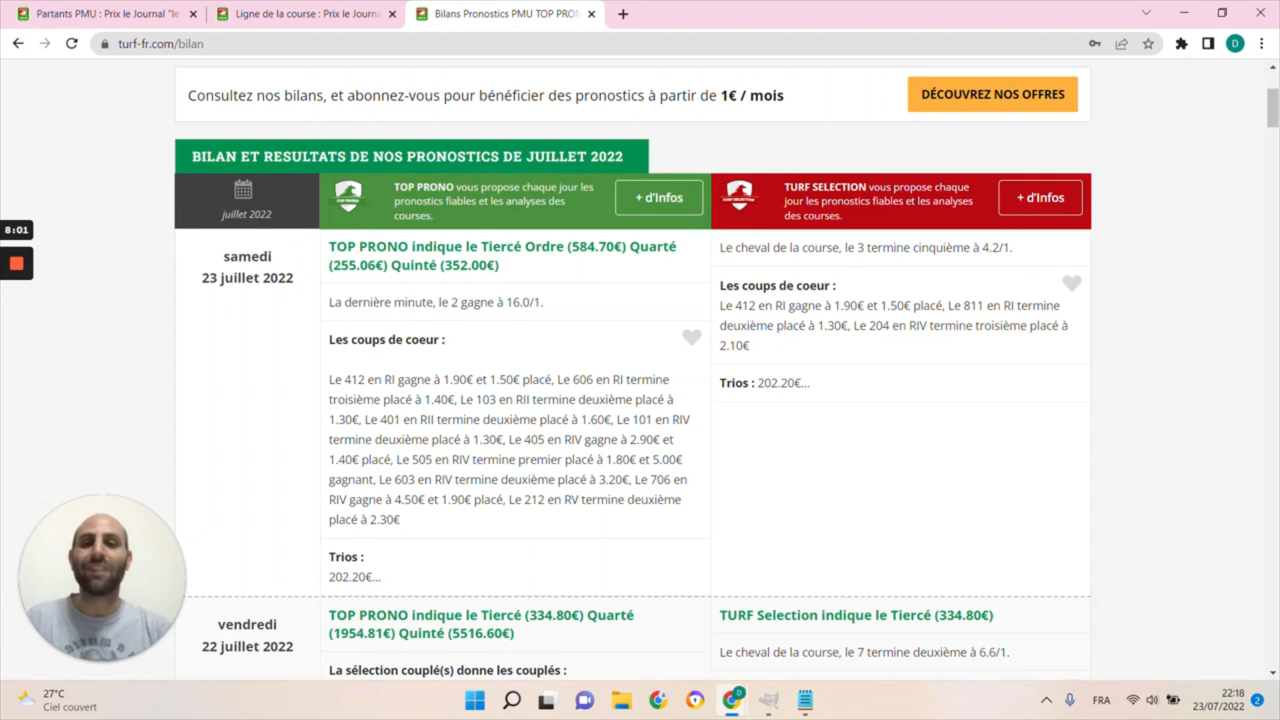 Partants PMU : Prix le Journal "le
Ligne de la course : Prix le Journa
Bilans Pronostics PMU TOP PRON
turf-fr.com/bilan
D
Consultez nos bilans, et abonnez-vous pour bénéficier des pronostics à partir de 1€ / mois
DÉCOUVREZ NOS OFFRES
BILAN ET RESULTATS DE NOS PRONOSTICS DE JUILLET 2022
juillet 2022
TOP PRONO vous propose chaque jour les
pronostics fiables et les analyses des
courses.
+ d'Infos
TURF SELECTION vous propose chaque
jour les pronostics fiables et les analyses
des courses.
+ d'Infos
8:01
samedi
23 juillet 2022
TOP PRONO indique le Tiercé Ordre (584.70€) Quarté
(255.06€) Quinté (352.00€)
La dernière minute, le 2 gagne à 16.0/1.
Les coups de coeur :
Le 412 en RI gagne à 1.90€ et 1.50€ placé, Le 606 en RI termine
troisième placé à 1.40€, Le 103 en RII termine deuxième placé à
1.30€, Le 401 en RII termine deuxième placé à 1.60€, Le 101 en RIV
termine deuxième placé à 1.30€, Le 405 en RIV gagne à 2.90€ et
1.40€ placé, Le 505 en RIV termine premier placé à 1.80€ et 5.00€
gagnant, Le 603 en RIV termine deuxième placé à 3.20€, Le 706 en
RIV gagne à 4.50€ et 1.90€ placé, Le 212 en RV termine deuxième
placé à 2.30€
Trios :
202.20€...
Le cheval de la course, le 3 termine cinquième à 4.2/1.
Les coups de coeur :
Le 412 en RI gagne à 1.90€ et 1.50€ placé, Le 811 en RI termine
deuxième placé à 1.30€, Le 204 en RIV termine troisième placé à
2.10€
Trios : 202.20€...
vendredi
22 juillet 2022
TOP PRONO indique le Tiercé (334.80€) Quarté
(1954.81€) Quinté (5516.60€)
La sélection couplé(s) donne les couplés :
TURF Selection indique le Tiercé (334.80€)
Le cheval de la course, le 7 termine deuxième à 6.6/1.
27°C
Ciel couvert
FRA
22:18
23/07/2022
2